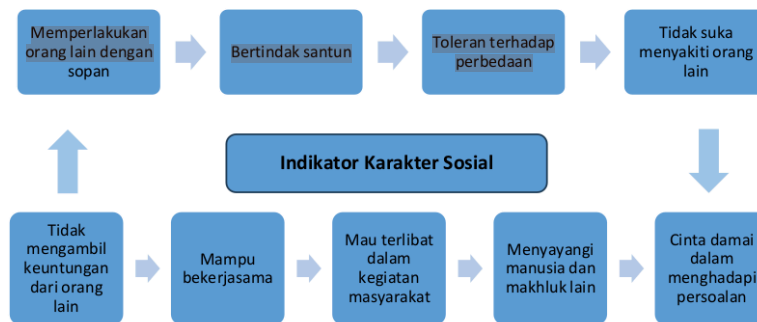 Memperlakukan
orang lain dengan
sopan
Bertindak santun
Toleran terhadap
perbedaan
Tidak suka
menyakiti orang
lain
Indikator Karakter Sosial
Tidak
mengambil
keuntungan
dari orang
lain
Mampu
bekerjasama
Mau terlibat
dalam
kegiatan
masyarakat
Menyayangi
manusia dan
makhluk lain
Cinta damai
dalam
menghadapi
persoalan